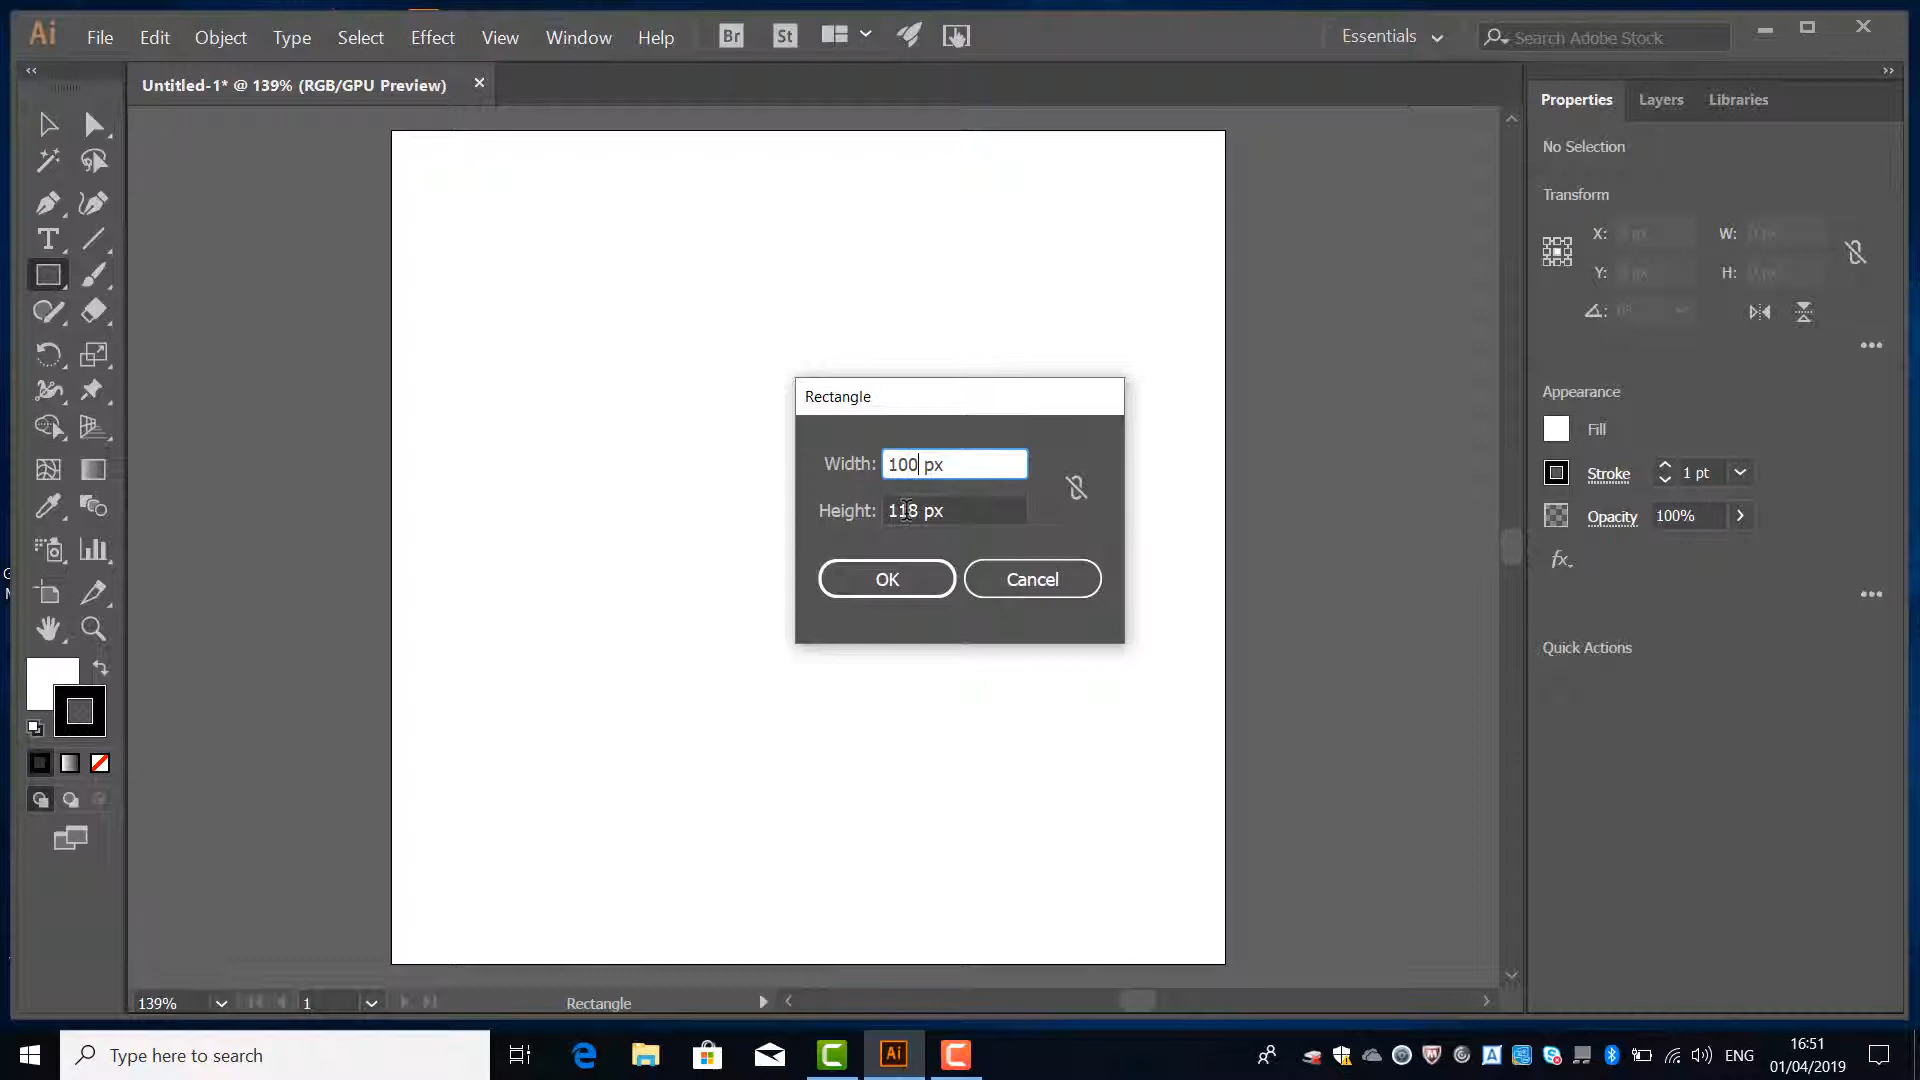 Ai File Edit Object Type Select Effect View Window Help Br St Essentials Search Adobe Stock
Untitled-1* @ 139% (RGB/GPU Preview)
Properties Layers Libraries
No Selection
Transform
X: W:
Y: H:
Rectangle
Width: 100 px
Height: 118 px
OK Cancel
Appearance
Fill
Stroke 1 pt
Opacity 100%
fx.
Quick Actions
139% 1 Rectangle
Type here to search
Ai
ENG
16:51
01/04/2019